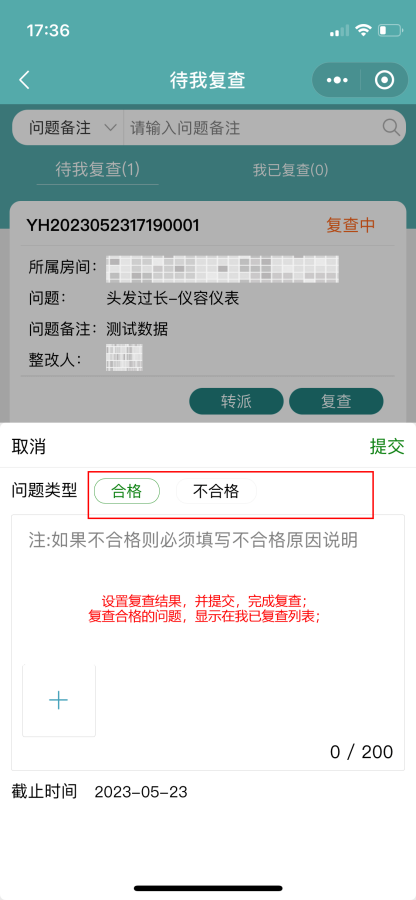 17:36
待我复查
问题备注 请输入问题备注
待我复查(1) 我已复查(0)
YH2023052317190001 复查中
所属房间：
问题： 头发过长-仪容仪表
问题备注：测试数据
整改人：
转派 复查
取消 提交
问题类型 合格 不合格
注:如果不合格则必须填写不合格原因说明
设置复查结果，并提交，完成复查；
复查合格的问题，显示在我已复查列表；
0 / 200
截止时间 2023-05-23